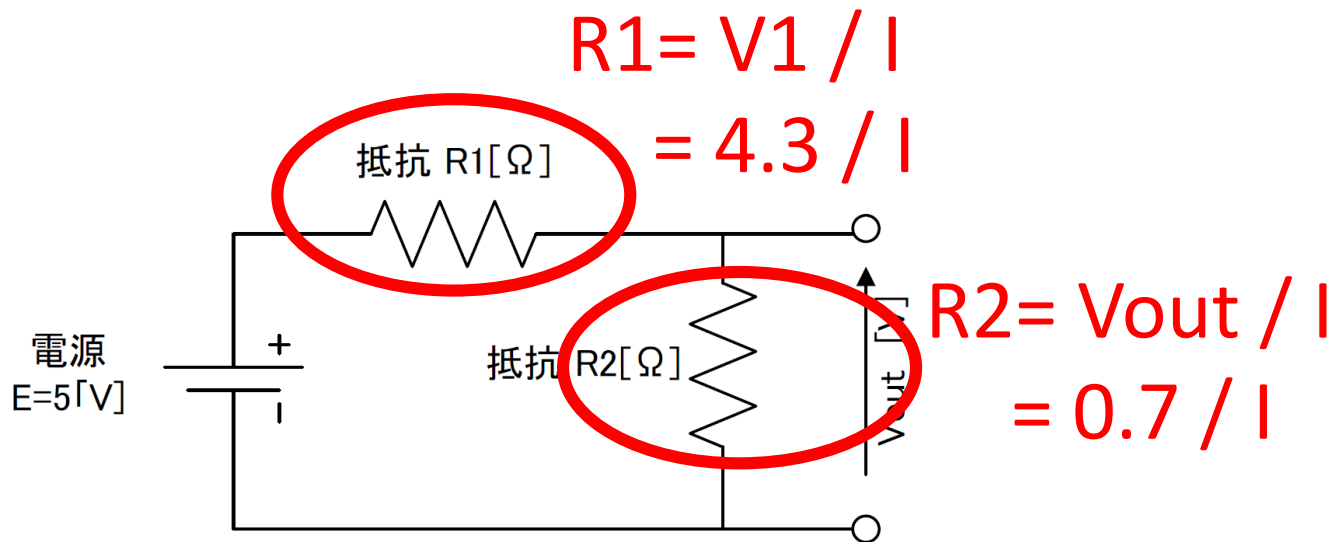 R1= V1 / I
= 4.3 / I
抵抗 R1[Ω]
電源
E=5「V]
+
-
抵抗 R2[Ω]
Vout [V]
R2= Vout / I
= 0.7 / I